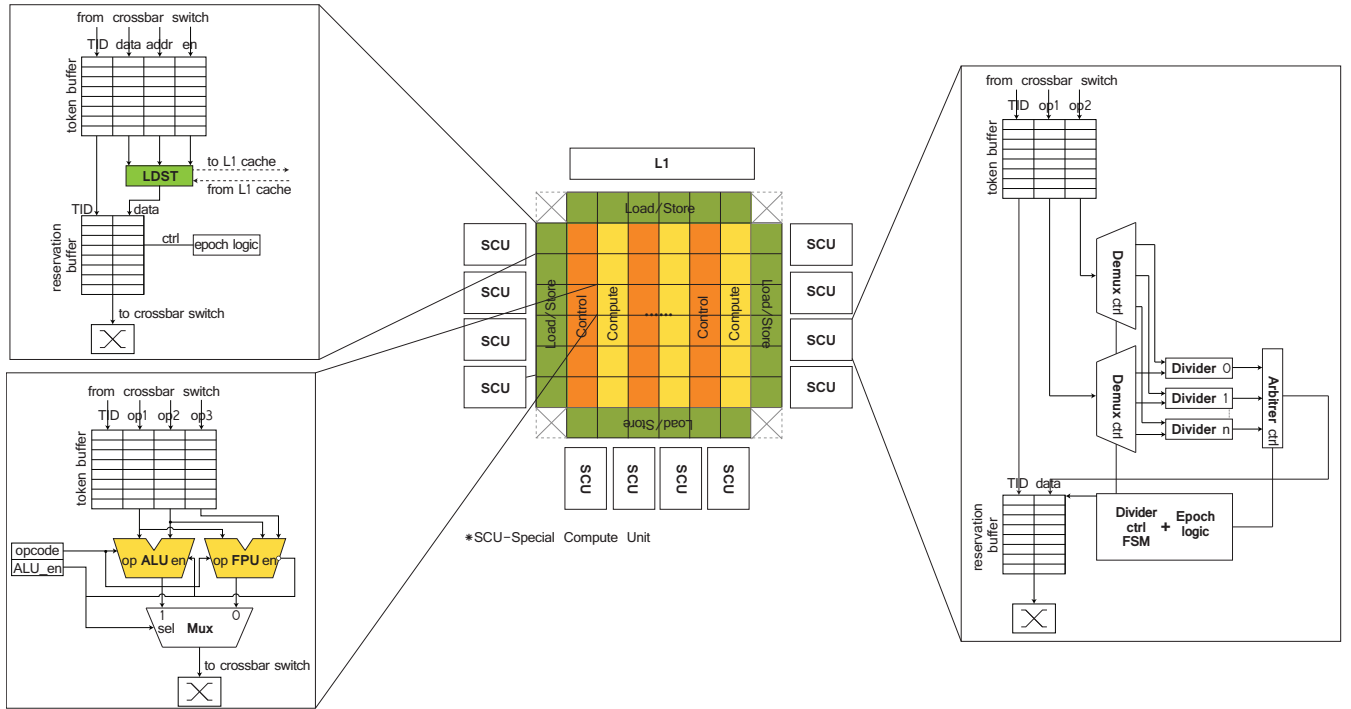 from crossbar switch
TID data addr en
token buffer
to L1 cache
LDST
from L1 cache
TID data
reservation
buffer
ctrl
epoch logic
to crossbar switch
from crossbar switch
TID op1 op2 op3
token buffer
opcode
ALU_en
op ALU en
op FPU en
1 0
sel Mux
to crossbar switch
L1
Load/Store
SCU
SCU
SCU
SCU
Load/Store
Control
Compute
......
Control
Compute
Load/Store
Load/Store
SCU
SCU
SCU
SCU
SCU
SCU
SCU
SCU
*SCU-Special Compute Unit
from crossbar switch
TID op1 op2
token buffer
Demux ctrl
Demux ctrl
Divider 0
Divider 1
Divider n
Arbitrer ctrl
TID data
reservation
buffer
Divider
ctrl
FSM
+
Epoch
logic